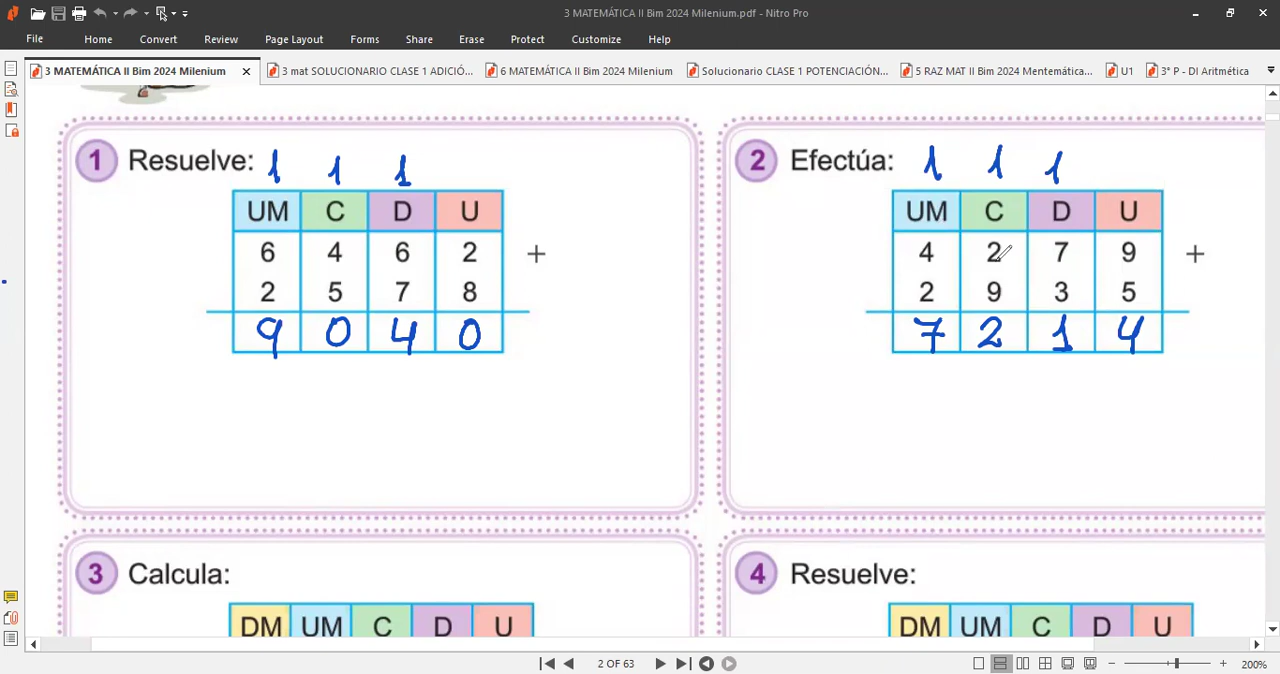 3 MATEMÁTICA II Bim 2024 Milenium.pdf - Nitro Pro
File Home Convert Review Page Layout Forms Share Erase Protect Customize Help
3 MATEMÁTICA II Bim 2024 Milenium 3 mat SOLUCIONARIO CLASE 1 ADICIÓ... 6 MATEMÁTICA II Bim 2024 Milenium Solucionario CLASE 1 POTENCIACIÓN... 5 RAZ MAT II Bim 2024 Mentemática... U1 3° P - DI Aritmética
1 Resuelve: 1 1 1
UM C D U
6 4 6 2 +
2 5 7 8
9 0 4 0
2 Efectúa: 1 1 1
UM C D U
4 2 7 9 +
2 9 3 5
7 2 1 4
3 Calcula:
DM UM C D U
4 Resuelve:
DM UM C D U
2 OF 63
200%